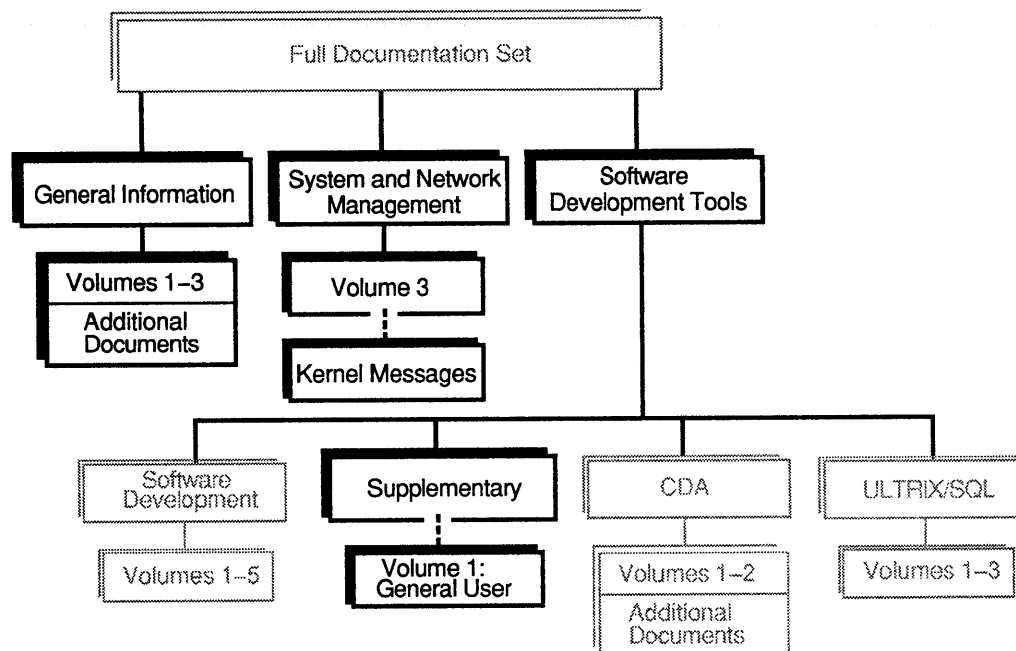 Full Documentation Set
General Information
System and Network
Management
Software
Development Tools
Volumes 1–3
Additional
Documents
Volume 3
Kernel Messages
Software
Development
Supplementary
CDA
ULTRIX/SQL
Volumes 1–5
Volume 1:
General User
Volumes 1–2
Additional
Documents
Volumes 1–3